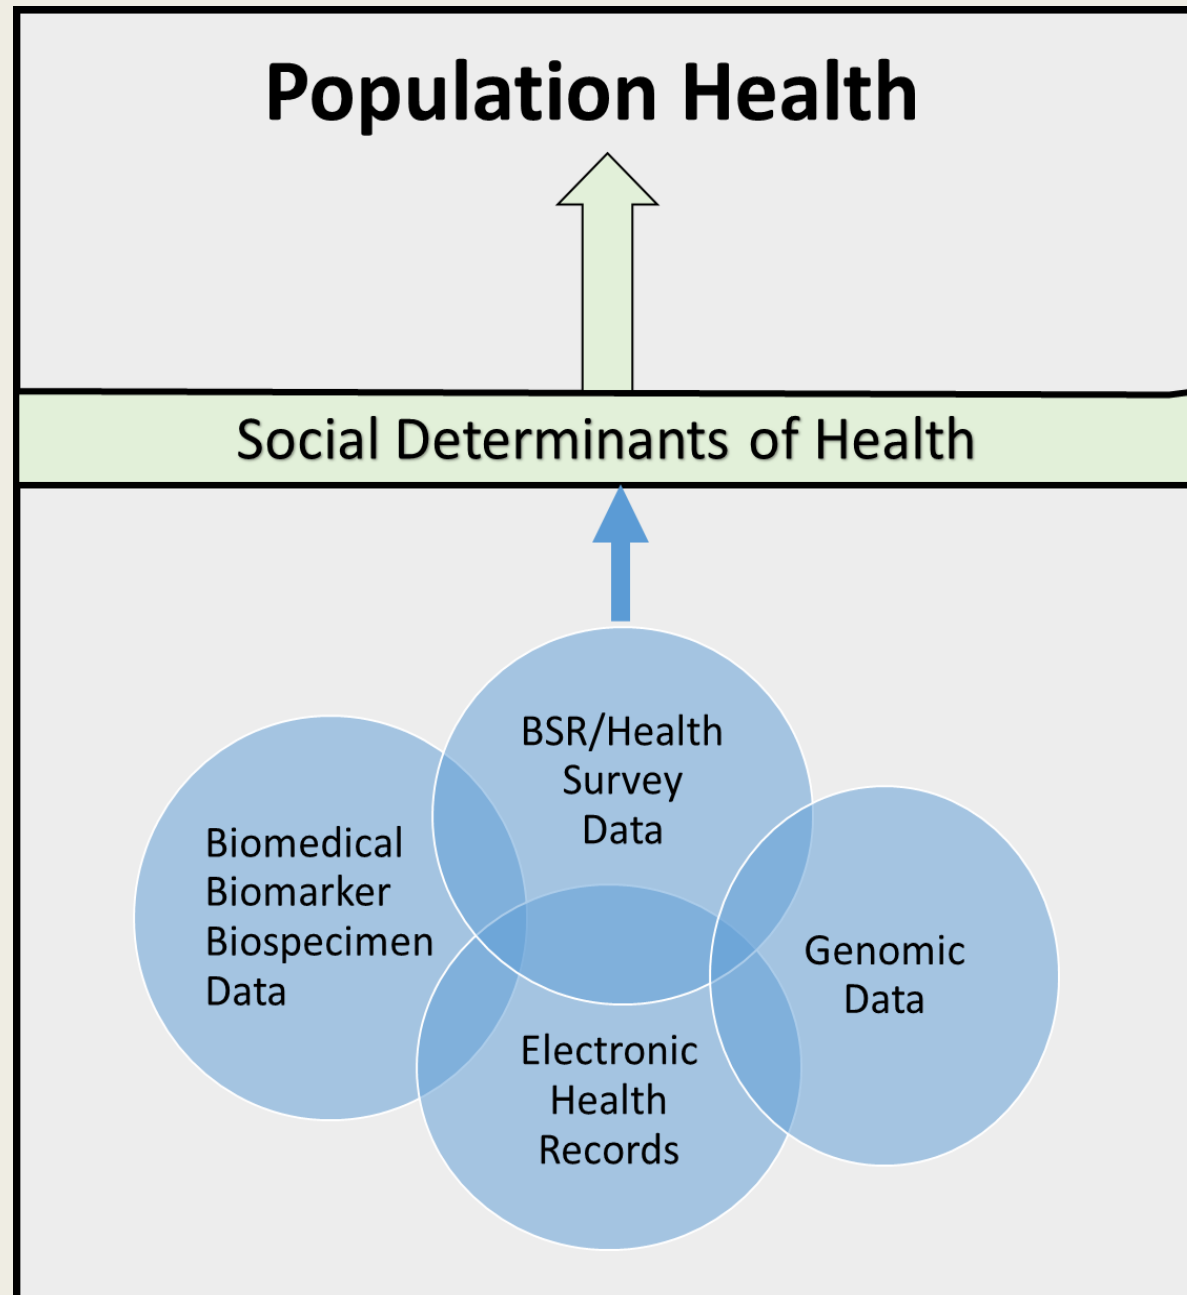 Population Health
Social Determinants of Health
BSR/Health
Survey
Data
Biomedical
Biomarker
Biospecimen
Data
Genomic
Data
Electronic
Health
Records